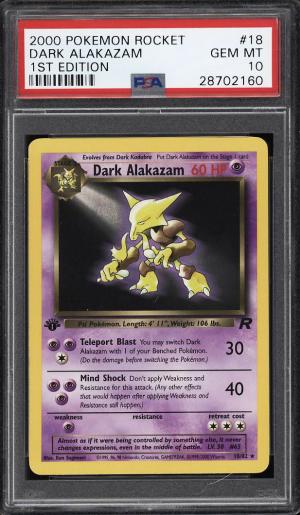 2000 POKEMON ROCKET #18
DARK ALAKAZAM GEM MT
1ST EDITION 10
PSA 28702160
Evolves from Dark Kadabra Put Dark Alakazam on the Stage 1 card
Dark Alakazam 60 HP
Psi Pokémon. Length: 4' 11", Weight: 106 lbs.
Teleport Blast You may switch Dark
Alakazam with 1 of your Benched Pokémon.
(Do the damage before switching the Pokémon.)
30
Mind Shock Don't apply Weakness and
Resistance for this attack. (Any other effects
that would happen after applying Weakness and
Resistance still happen.)
40
weakness resistance retreat cost
Almost as if it were being controlled by something else, it never
changes expressions, even in the middle of battle. LV. 30 #65
18/82 ★